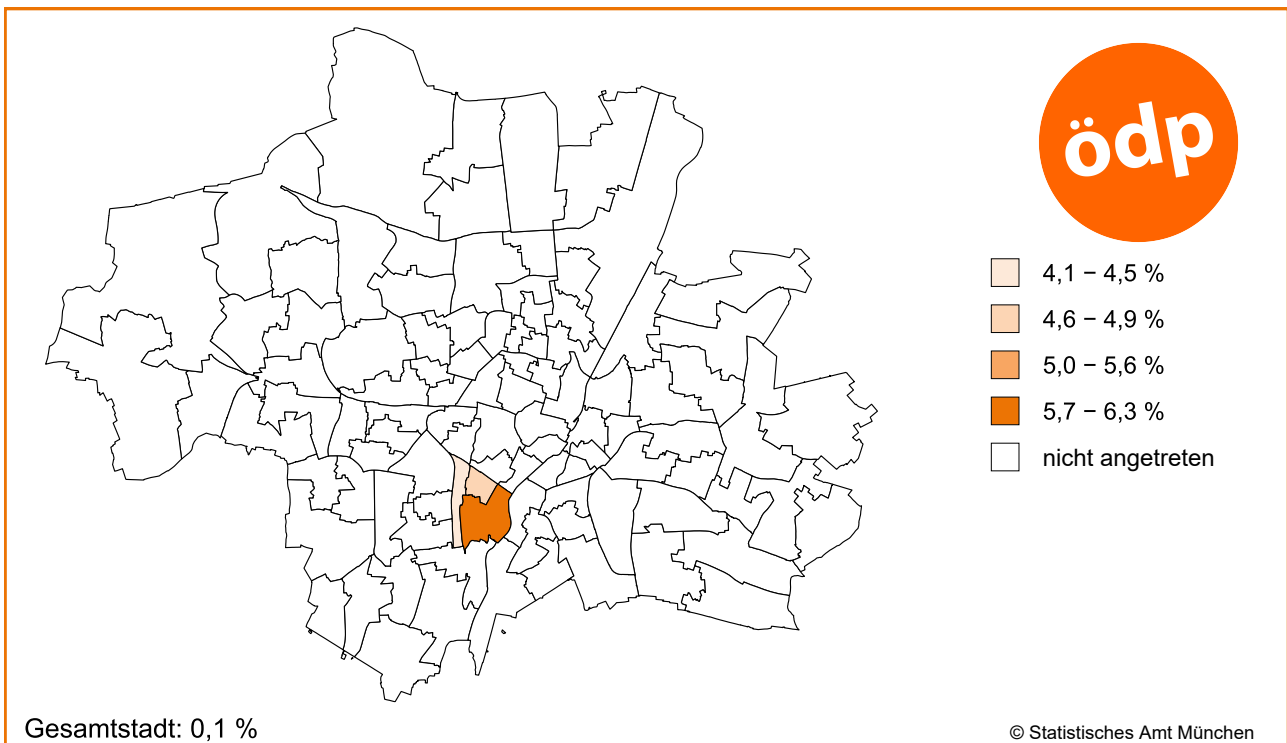 ödp
4,1 – 4,5 %
4,6 – 4,9 %
5,0 – 5,6 %
5,7 – 6,3 %
nicht angetreten
Gesamtstadt: 0,1 %
© Statistisches Amt München